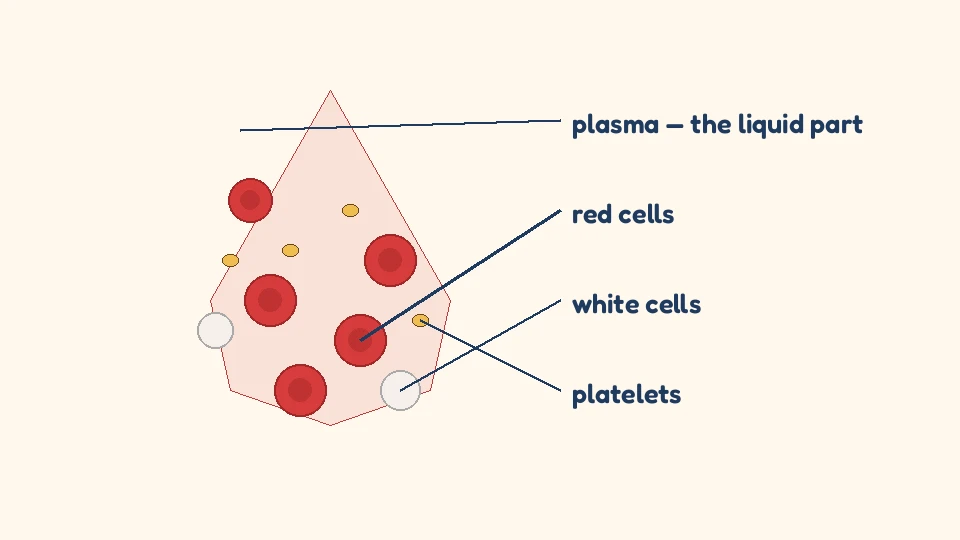 plasma — the liquid part
red cells
white cells
platelets